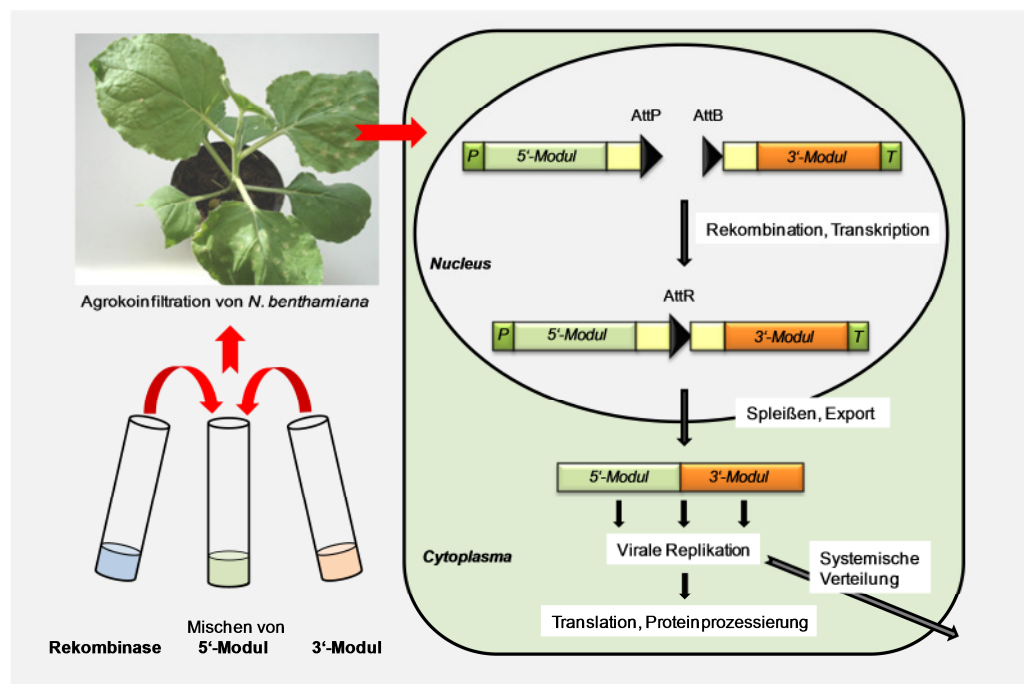 AttP AttB
P 5‘-Modul 3‘-Modul T
Rekombination, Transkription
Nucleus
AttR
P 5‘-Modul 3‘-Modul T
Spleißen, Export
5‘-Modul 3‘-Modul
Virale Replikation
Cytoplasma
Systemische
Verteilung
Translation, Proteinprozessierung
Agrokoinfiltration von N. benthamiana
Mischen von
Rekombinase 5‘-Modul 3‘-Modul